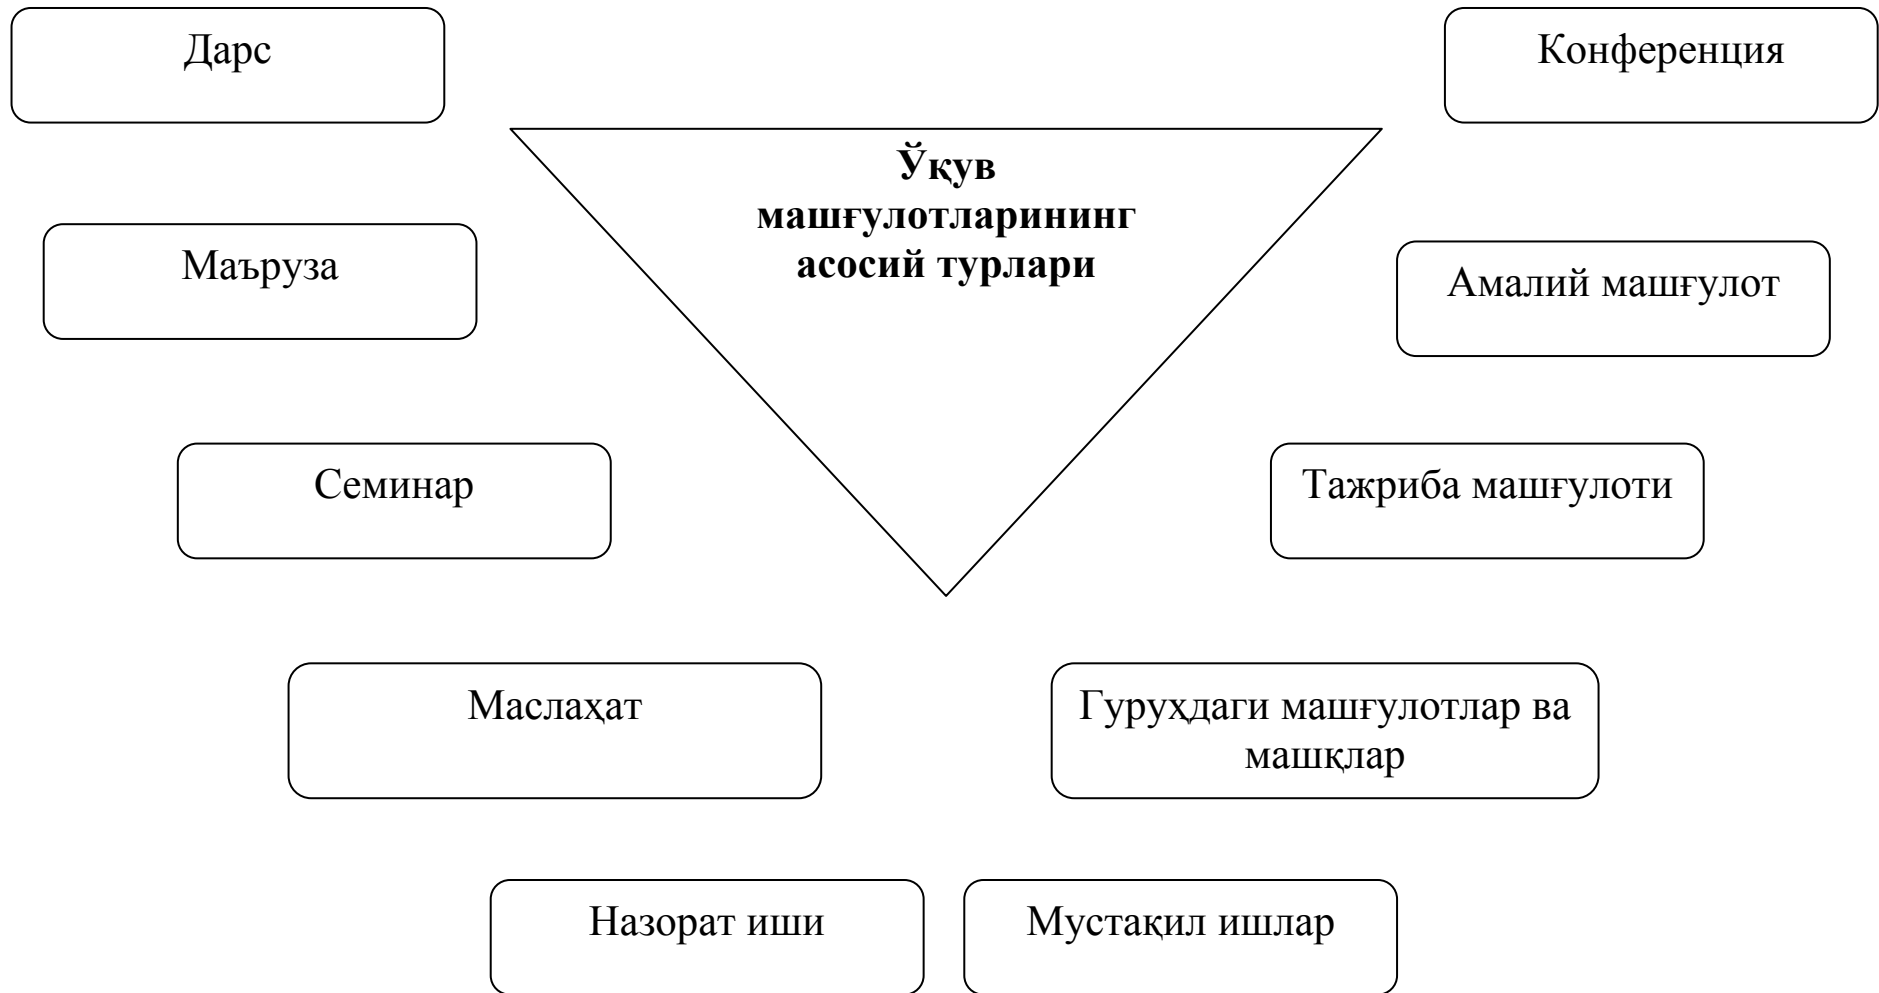 Дарс
Конференция
Ўқув
машғулотларининг
асосий турлари
Маъруза
Амалий машғулот
Семинар
Тажриба машғулоти
Маслаҳат
Гуруҳдаги машғулотлар ва
машқлар
Назорат иши
Мустақил ишлар